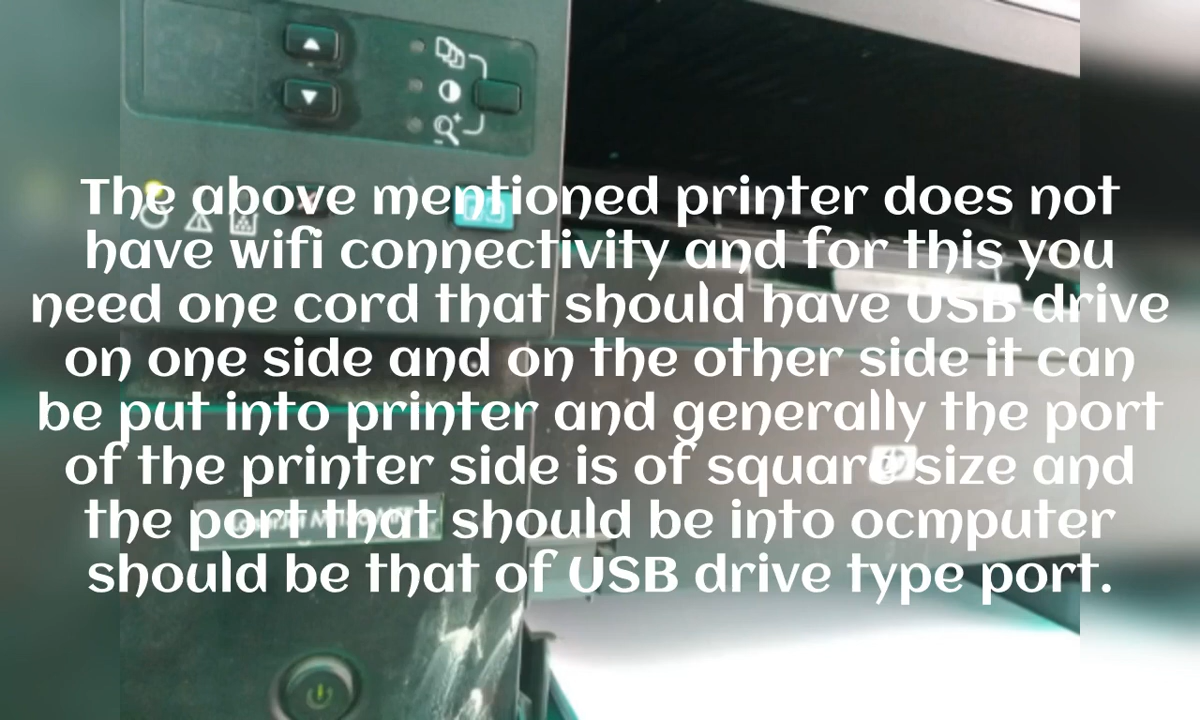 The above mentioned printer does not
have wifi connectivity and for this you
need one cord that should have USB drive
on one side and on the other side it can
be put into printer and generally the port
of the printer side is of square size and
the port that should be into ocmputer
should be that of USB drive type port.